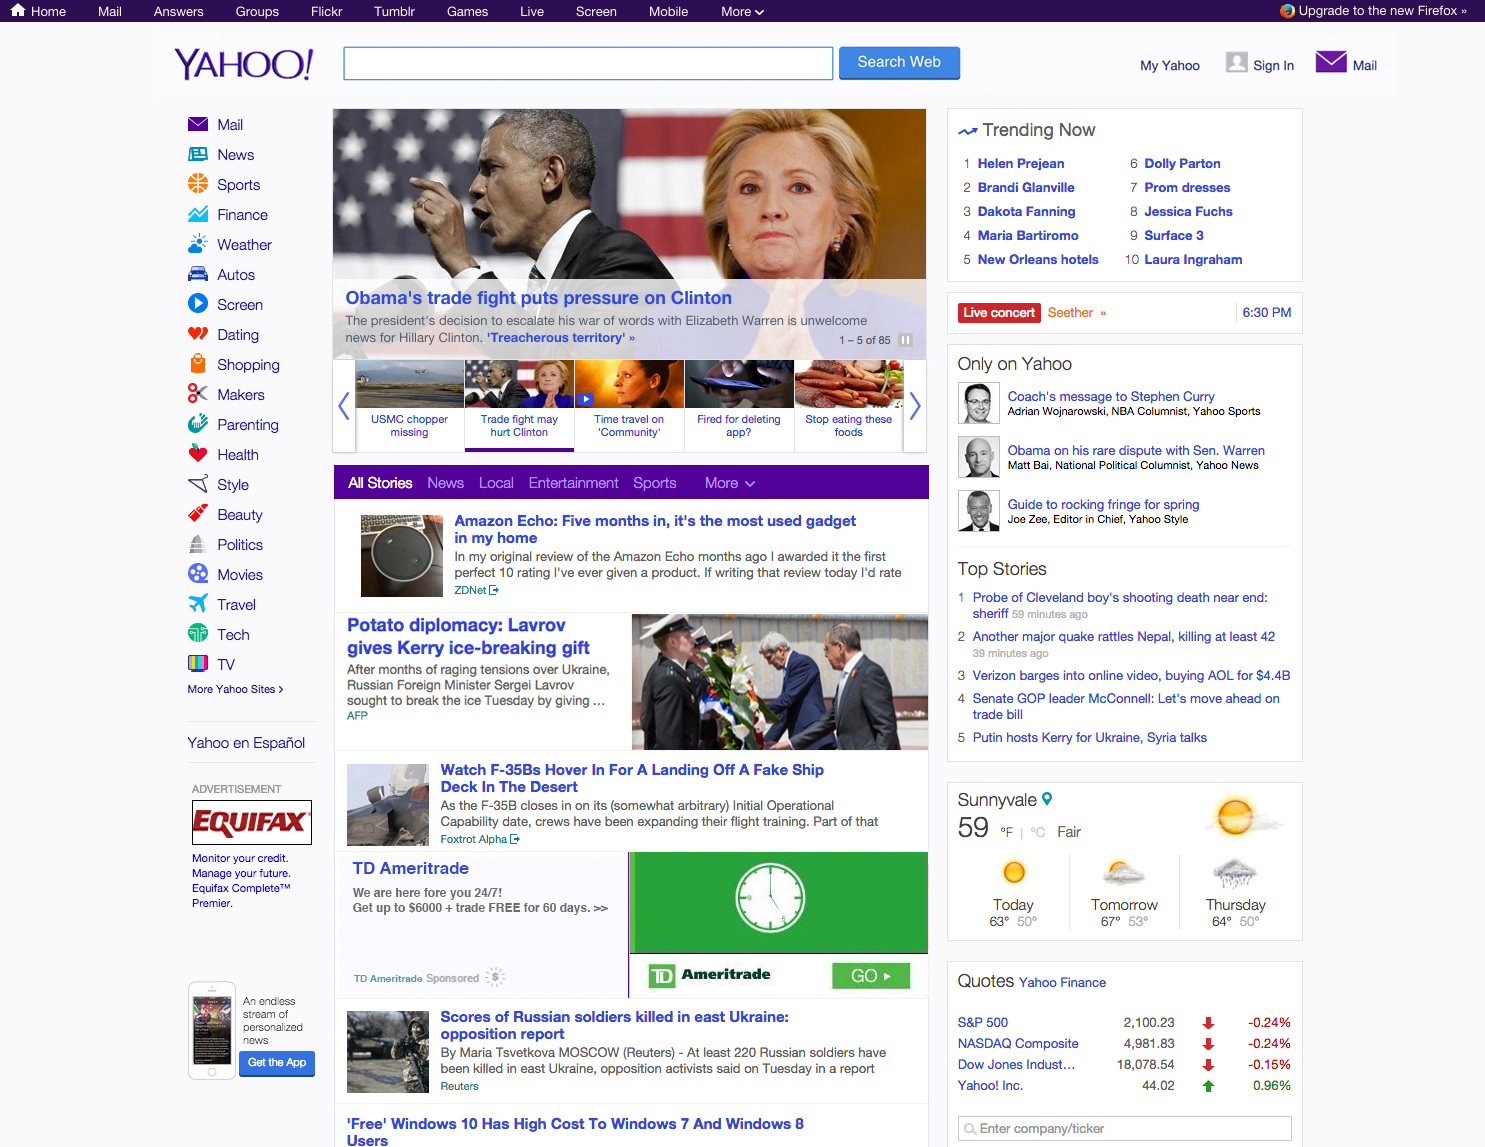 Home Mail Answers Groups Flickr Tumblr Games Live Screen Mobile More
Upgrade to the new Firefox »
YAHOO!
Search Web
My Yahoo Sign In Mail
Mail
News
Sports
Finance
Weather
Autos
Screen
Dating
Shopping
Makers
Parenting
Health
Style
Beauty
Politics
Movies
Travel
Tech
TV
More Yahoo Sites >
Yahoo en Español
ADVERTISEMENT
EQUIFAX
Monitor your credit.
Manage your future.
Equifax Complete™
Premier.
An endless
stream of
personalized
news
Get the App
Obama's trade fight puts pressure on Clinton
The president's decision to escalate his war of words with Elizabeth Warren is unwelcome
news for Hillary Clinton. 'Treacherous territory' »
1 – 5 of 85
USMC chopper
missing
Trade fight may
hurt Clinton
Time travel on
'Community'
Fired for deleting
app?
Stop eating these
foods
All Stories News Local Entertainment Sports More
Amazon Echo: Five months in, it's the most used gadget
in my home
In my original review of the Amazon Echo months ago I awarded it the first
perfect 10 rating I've ever given a product. If writing that review today I'd rate
ZDNet
Potato diplomacy: Lavrov
gives Kerry ice-breaking gift
After months of raging tensions over Ukraine,
Russian Foreign Minister Sergei Lavrov
sought to break the ice Tuesday by giving ...
AFP
Watch F-35Bs Hover In For A Landing Off A Fake Ship
Deck In The Desert
As the F-35B closes in on its (somewhat arbitrary) Initial Operational
Capability date, crews have been expanding their flight training. Part of that
Foxtrot Alpha
TD Ameritrade
We are here fore you 24/7!
Get up to $6000 + trade FREE for 60 days. >>
TD Ameritrade Sponsored $
TD Ameritrade GO
Scores of Russian soldiers killed in east Ukraine:
opposition report
By Maria Tsvetkova MOSCOW (Reuters) - At least 220 Russian soldiers have
been killed in east Ukraine, opposition activists said on Tuesday in a report
Reuters
'Free' Windows 10 Has High Cost To Windows 7 And Windows 8
Users
Trending Now
1 Helen Prejean
2 Brandi Glanville
3 Dakota Fanning
4 Maria Bartiromo
5 New Orleans hotels
6 Dolly Parton
7 Prom dresses
8 Jessica Fuchs
9 Surface 3
10 Laura Ingraham
Live concert Seether » 6:30 PM
Only on Yahoo
Coach's message to Stephen Curry
Adrian Wojnarowski, NBA Columnist, Yahoo Sports
Obama on his rare dispute with Sen. Warren
Matt Bai, National Political Columnist, Yahoo News
Guide to rocking fringe for spring
Joe Zee, Editor in Chief, Yahoo Style
Top Stories
1 Probe of Cleveland boy's shooting death near end:
sheriff 59 minutes ago
2 Another major quake rattles Nepal, killing at least 42
39 minutes ago
3 Verizon barges into online video, buying AOL for $4.4B
4 Senate GOP leader McConnell: Let's move ahead on
trade bill
5 Putin hosts Kerry for Ukraine, Syria talks
Sunnyvale
59 °F | °C Fair
Today Tomorrow Thursday
63° 50° 67° 53° 64° 50°
Quotes Yahoo Finance
S&P 500 2,100.23 -0.24%
NASDAQ Composite 4,981.83 -0.24%
Dow Jones Indust... 18,078.54 -0.15%
Yahoo! Inc. 44.02 0.96%
Enter company/ticker